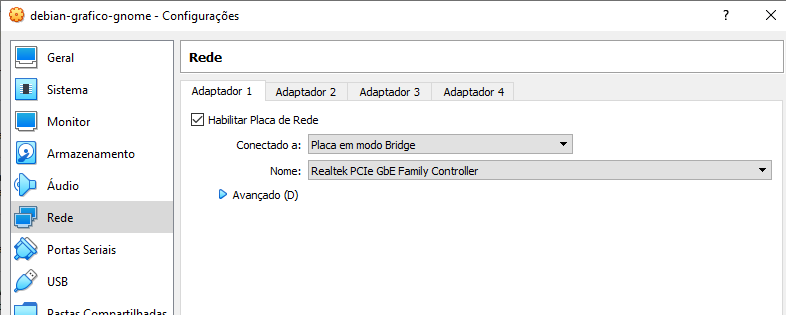 debian-grafico-gnome - Configurações
?
Geral
Sistema
Monitor
Armazenamento
Áudio
Rede
Portas Seriais
USB
Pastas Compartilhadas
Rede
Adaptador 1 Adaptador 2 Adaptador 3 Adaptador 4
Habilitar Placa de Rede
Conectado a: Placa em modo Bridge
Nome: Realtek PCIe GbE Family Controller
Avançado (D)